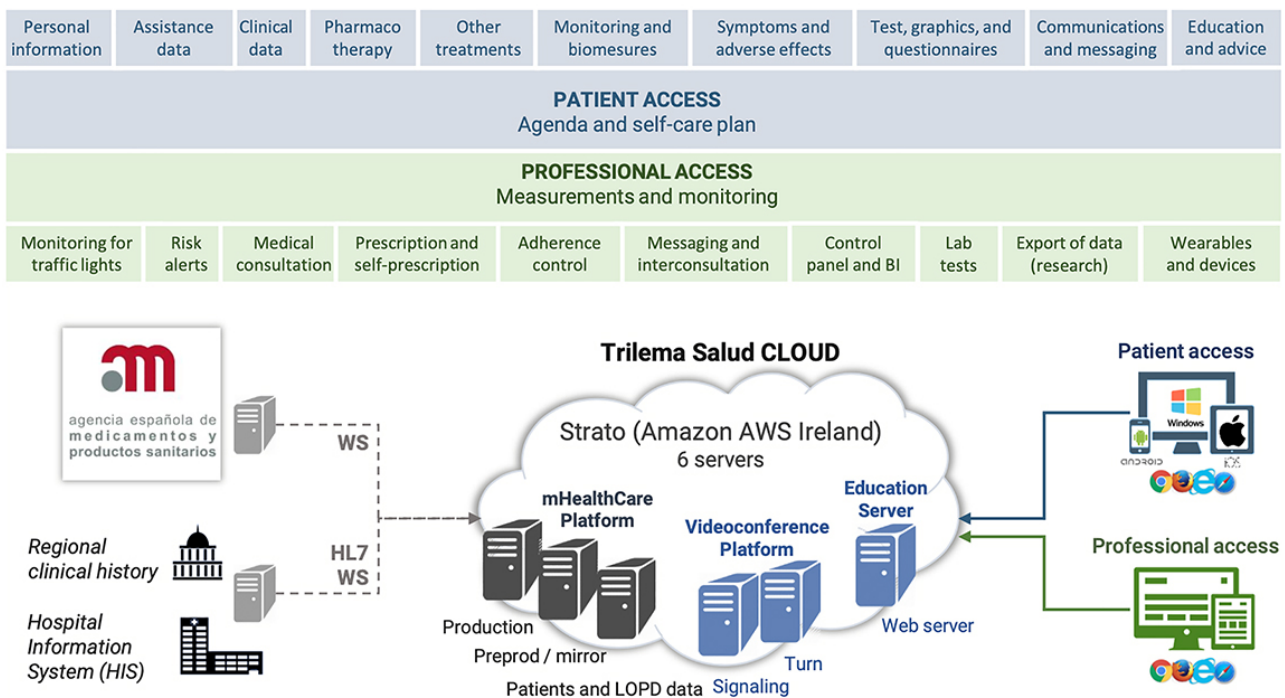 Personal information
Assistance data
Clinical data
Pharmaco therapy
Other treatments
Monitoring and biomesures
Symptoms and adverse effects
Test, graphics, and questionnaires
Communications and messaging
Education and advice
PATIENT ACCESS
Agenda and self-care plan
PROFESSIONAL ACCESS
Measurements and monitoring
Monitoring for traffic lights
Risk alerts
Medical consultation
Prescription and self-prescription
Adherence control
Messaging and interconsultation
Control panel and BI
Lab tests
Export of data (research)
Wearables and devices
am
agencia española de
medicamentos y
productos sanitarios
WS
Regional
clinical history
HL7
WS
Hospital
Information
System (HIS)
Trilema Salud CLOUD
Strato (Amazon AWS Ireland)
6 servers
mHealthCare
Platform
Videoconference
Platform
Education
Server
Production
Preprod / mirror
Patients and LOPD data
Signaling
Turn
Web server
Patient access
Windows
ANDROID
iOS
Professional access